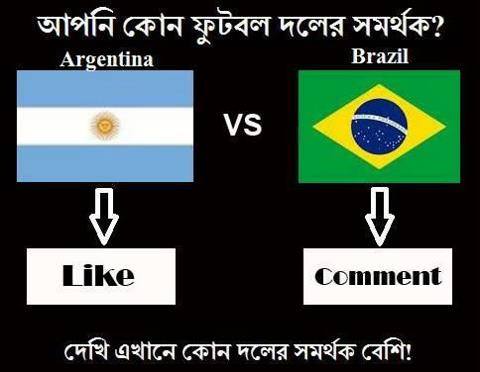 আপনি কোন ফুটবল দলের সমর্থক?
Argentina Brazil
VS
Like Comment
দেখি এখানে কোন দলের সমর্থক বেশি!